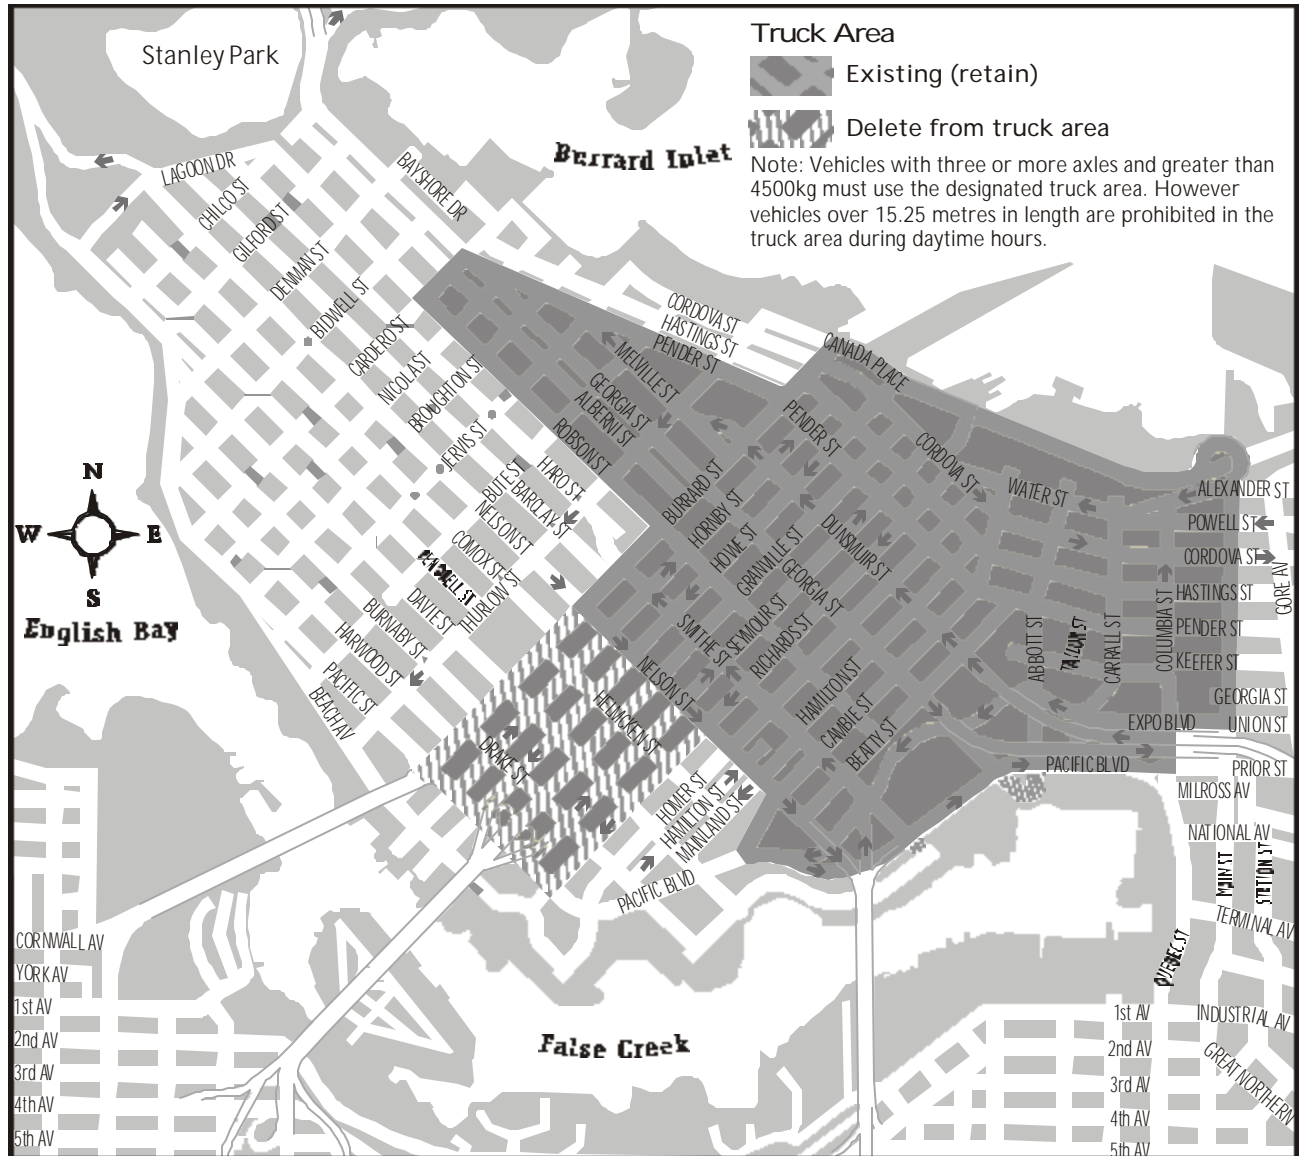 Truck Area
Existing (retain)
Delete from truck area
Note: Vehicles with three or more axles and greater than
4500kg must use the designated truck area. However
vehicles over 15.25 metres in length are prohibited in the
truck area during daytime hours.
Stanley Park
Burrard Inlet
LAGOON DR
CHILCO ST
GILFORD ST
DENMAN ST
BIDWELL ST
CARDERO ST
NICOLA ST
BROUGHTON ST
JERVIS ST
BUTE ST
BAYSHORE DR
CORDOVA ST
HASTINGS ST
PENDER ST
CANADA PLACE
MELVILLE ST
GEORGIA ST
ALBERNI ST
ROBSON ST
HARO ST
BARCLAY ST
NELSON ST
COMOX ST
THURLOW ST
DAVIE ST
BURNABY ST
HARWOOD ST
PACIFIC ST
BEACH AV
PENDER ST
CORDOVA ST
WATER ST
BURRARD ST
HORNBY ST
HOWE ST
GRANVILLE ST
DUNSMUIR ST
GEORGIA ST
SEYMOUR ST
SMITHE ST
RICHARDS ST
NELSON ST
HAMILTON ST
CAMBIE ST
BEATTY ST
HELMCKEN ST
DRAKE ST
HOMER ST
HAMILTON ST
MAINLAND ST
PACIFIC BLVD
ABBOTT ST
CARRALL ST
COLUMBIA ST
ALEXANDER ST
POWELL ST
CORDOVA ST
GORE AV
HASTINGS ST
PENDER ST
KEEFER ST
GEORGIA ST
EXPO BLVD
UNION ST
PACIFIC BLVD
PRIOR ST
MILROSS AV
NATIONAL AV
MAIN ST
STATION ST
TERMINAL AV
QUEBEC ST
INDUSTRIAL AV
GREAT NORTHERN
N
W
E
S
English Bay
False Creek
CORNWALL AV
YORK AV
1st AV
2nd AV
3rd AV
4th AV
5th AV
1st AV
2nd AV
3rd AV
4th AV
5th AV